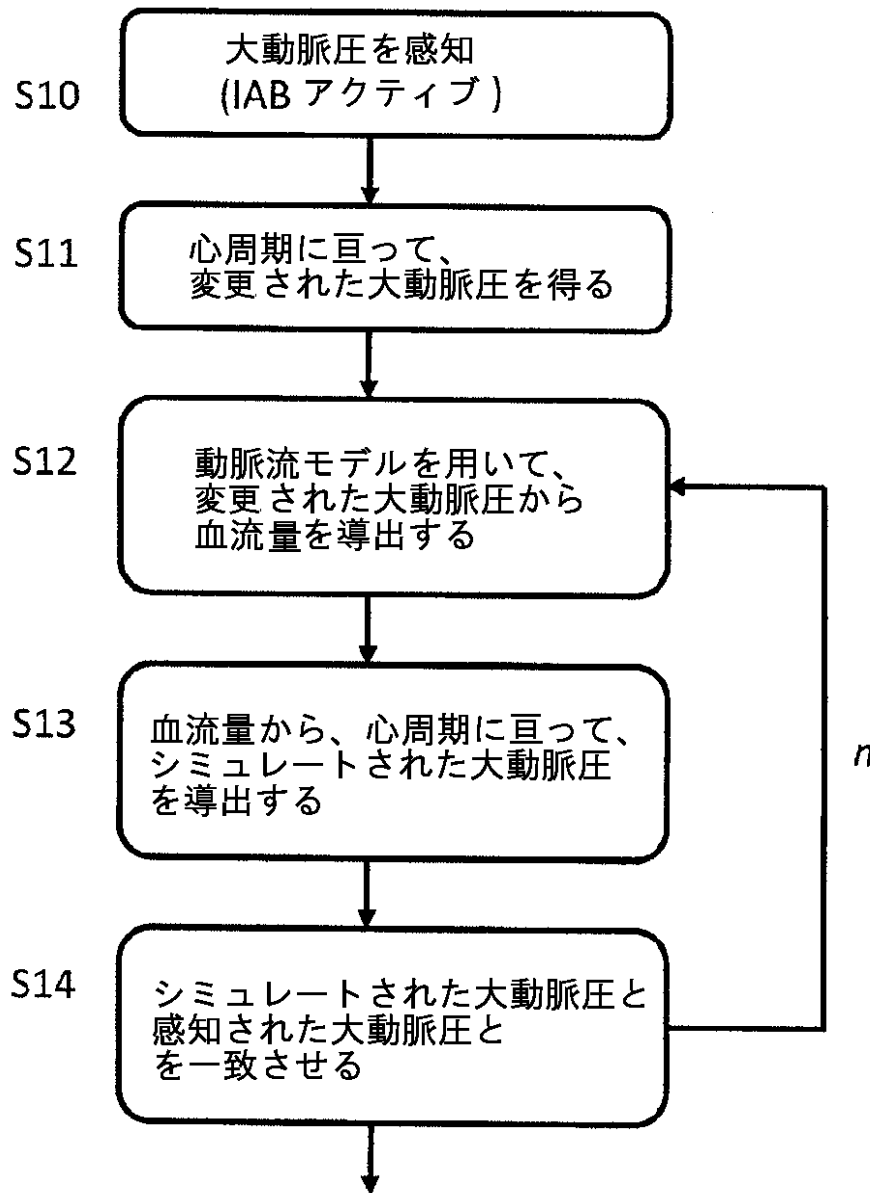 S10
大動脈圧を感知
(IAB アクティブ )
S11
心周期に亘って、
変更された大動脈圧を得る
S12
動脈流モデルを用いて、
変更された大動脈圧から
血流量を導出する
S13
血流量から、心周期に亘って、
シミュレートされた大動脈圧
を導出する
n
S14
シミュレートされた大動脈圧と
感知された大動脈圧と
を一致させる